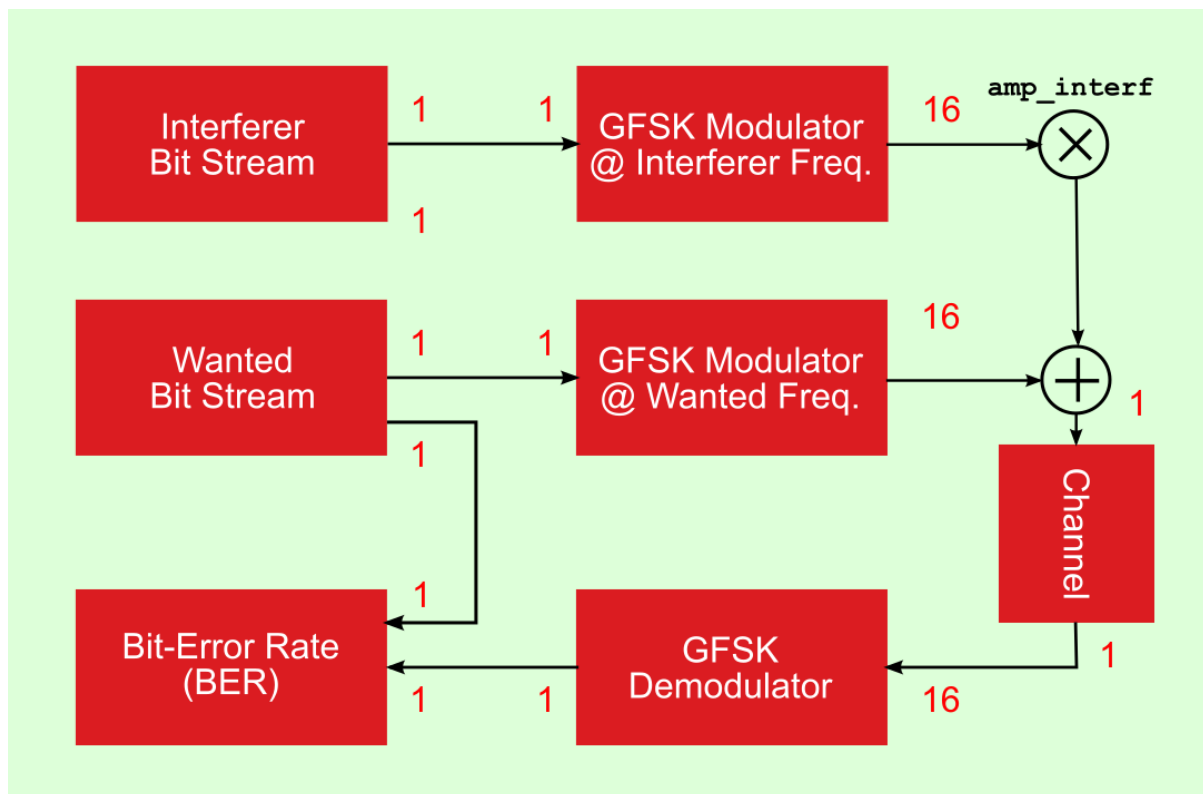 amp_interf
Interferer
Bit Stream
1
1
GFSK Modulator
@ Interferer Freq.
16
1
Wanted
Bit Stream
1
1
GFSK Modulator
@ Wanted Freq.
16
1
1
Channel
1
Bit-Error Rate
(BER)
GFSK
Demodulator
1
1
1
16